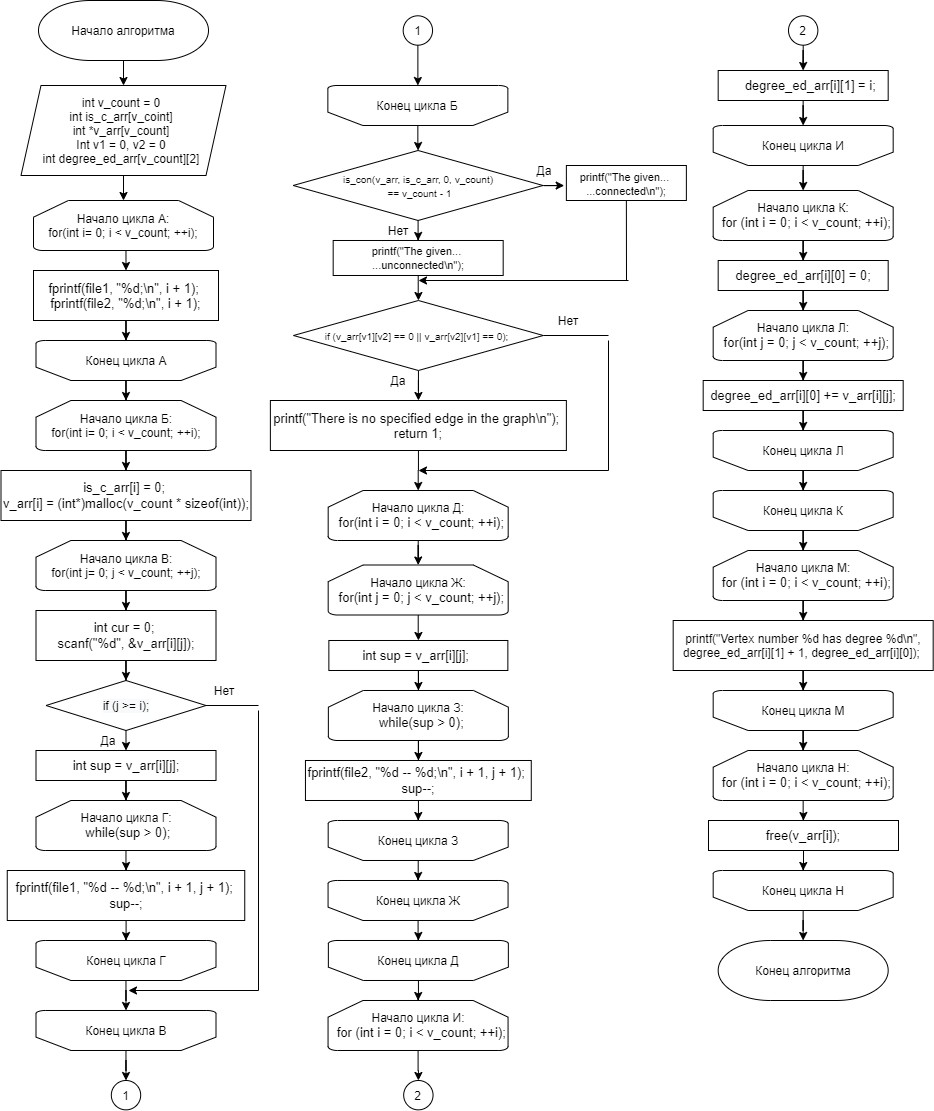 Начало алгоритма
int v_count = 0
int is_c_arr[v_coint]
int *v_arr[v_count]
Int v1 = 0, v2 = 0
int degree_ed_arr[v_count][2]
Начало цикла А:
for(int i= 0; i < v_count; ++i);
fprintf(file1, "%d;\n", i + 1);
fprintf(file2, "%d;\n", i + 1);
Конец цикла А
Начало цикла Б:
for(int i= 0; i < v_count; ++i);
is_c_arr[i] = 0;
v_arr[i] = (int*)malloc(v_count * sizeof(int));
Начало цикла В:
for(int j= 0; j < v_count; ++j);
int cur = 0;
scanf("%d", &v_arr[i][j]);
if (j >= i);
Нет
Да
int sup = v_arr[i][j];
Начало цикла Г:
while(sup > 0);
fprintf(file1, "%d -- %d;\n", i + 1, j + 1);
sup--;
Конец цикла Г
Конец цикла В
1
1
Конец цикла Б
is_con(v_arr, is_c_arr, 0, v_count)
== v_count - 1
Да
printf("The given...
...connected\n");
Нет
printf("The given...
...unconnected\n");
if (v_arr[v1][v2] == 0 || v_arr[v2][v1] == 0);
Нет
Да
printf("There is no specified edge in the graph\n");
return 1;
Начало цикла Д:
for(int i = 0; i < v_count; ++i);
Начало цикла Ж:
for(int j = 0; j < v_count; ++j);
int sup = v_arr[i][j];
Начало цикла З:
while(sup > 0);
fprintf(file2, "%d -- %d;\n", i + 1, j + 1);
sup--;
Конец цикла З
Конец цикла Ж
Конец цикла Д
Начало цикла И:
for (int i = 0; i < v_count; ++i);
2
2
degree_ed_arr[i][1] = i;
Конец цикла И
Начало цикла К:
for (int i = 0; i < v_count; ++i);
degree_ed_arr[i][0] = 0;
Начало цикла Л:
for(int j = 0; j < v_count; ++j);
degree_ed_arr[i][0] += v_arr[i][j];
Конец цикла Л
Конец цикла К
Начало цикла М:
for (int i = 0; i < v_count; ++i);
printf("Vertex number %d has degree %d\n",
degree_ed_arr[i][1] + 1, degree_ed_arr[i][0]);
Конец цикла М
Начало цикла Н:
for (int i = 0; i < v_count; ++i);
free(v_arr[i]);
Конец цикла Н
Конец алгоритма